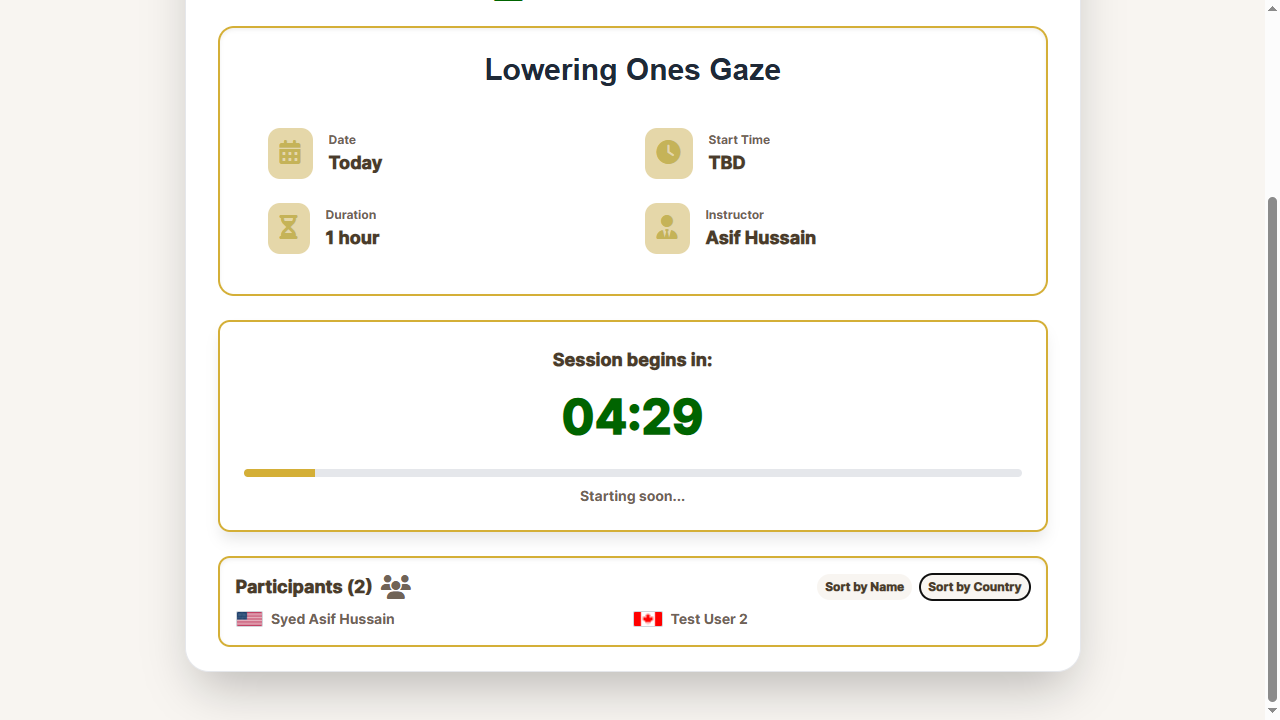 Lowering Ones Gaze
Date
Today
Start Time
TBD
Duration
1 hour
Instructor
Asif Hussain
Session begins in:
04:29
Starting soon...
Participants (2)
Sort by Name
Sort by Country
Syed Asif Hussain
Test User 2